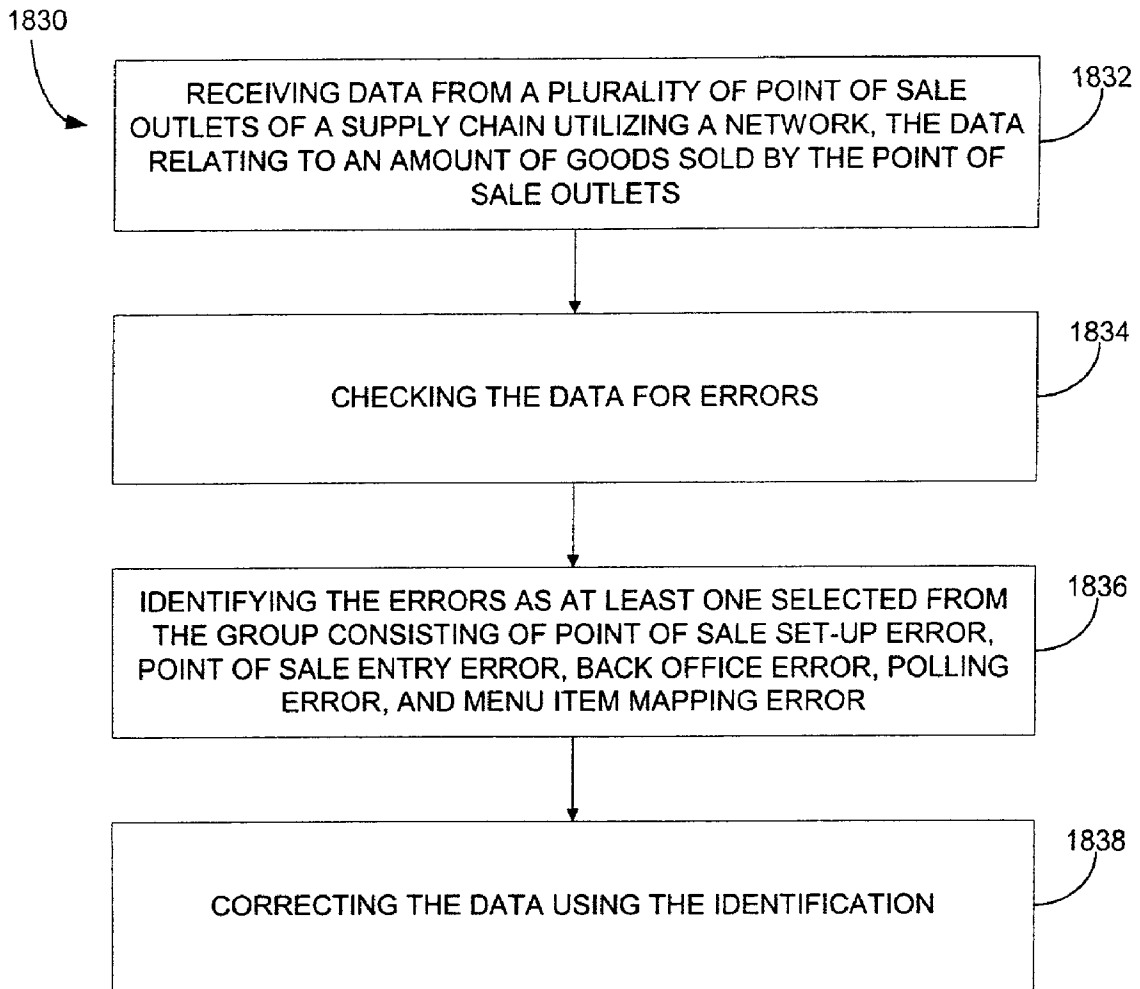 1830
1832
RECEIVING DATA FROM A PLURALITY OF POINT OF SALE
OUTLETS OF A SUPPLY CHAIN UTILIZING A NETWORK, THE DATA
RELATING TO AN AMOUNT OF GOODS SOLD BY THE POINT OF
SALE OUTLETS
1834
CHECKING THE DATA FOR ERRORS
1836
IDENTIFYING THE ERRORS AS AT LEAST ONE SELECTED FROM
THE GROUP CONSISTING OF POINT OF SALE SET-UP ERROR,
POINT OF SALE ENTRY ERROR, BACK OFFICE ERROR, POLLING
ERROR, AND MENU ITEM MAPPING ERROR
1838
CORRECTING THE DATA USING THE IDENTIFICATION